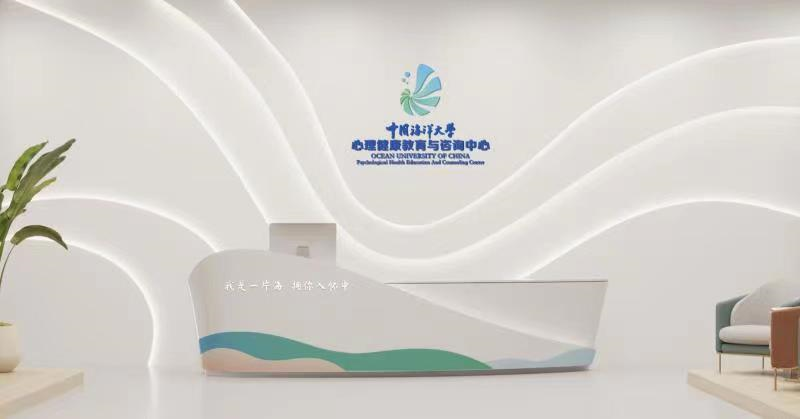 中国海洋大学
心理健康教育与咨询中心
OCEAN UNIVERSITY OF CHINA
Psychological Health Education And Counseling Center
我是一片海 拥你入怀中